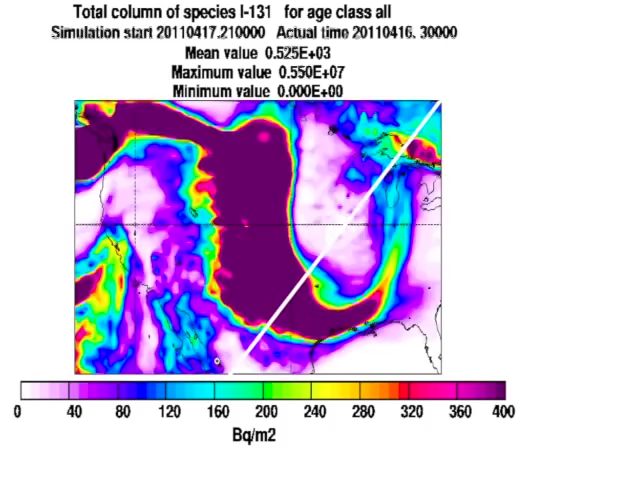 Total column of species I-131 for age class all
Simulation start 20110417.210000 Actual time 20110416. 30000
Mean value 0.525E+03
Maximum value 0.550E+07
Minimum value 0.000E+00
0 40 80 120 160 200 240 280 320 360 400
Bq/m2